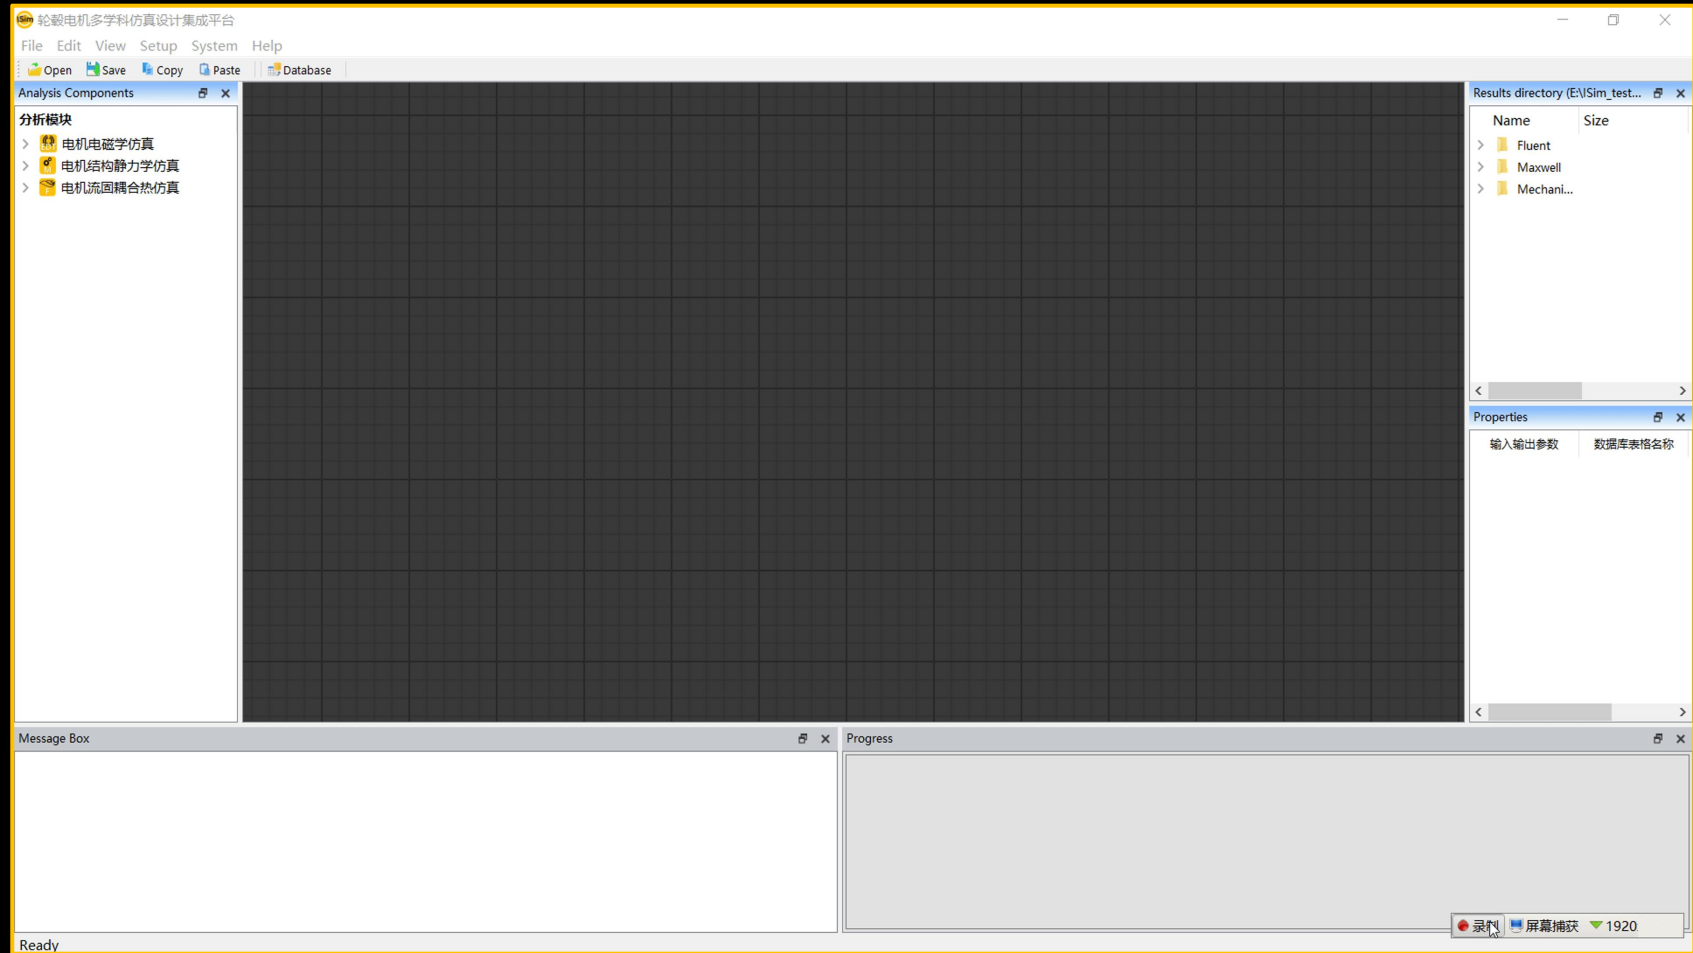 iSim 轮毂电机多学科仿真设计集成平台
File Edit View Setup System Help
Open Save Copy Paste Database
Analysis Components
分析模块
电机电磁学仿真
电机结构静力学仿真
电机流固耦合热仿真
Results directory (E:\ISim_test...
Name Size
Fluent
Maxwell
Mechani...
Properties
输入输出参数 数据库表格名称
Message Box
Progress
录制 屏幕捕获 1920
Ready